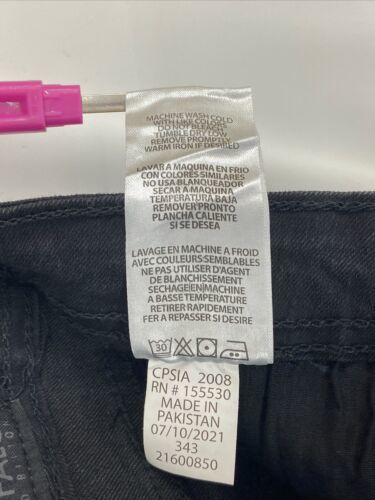 MACHINE WASH COLD
WITH LIKE COLORS
DO NOT BLEACH
TUMBLE DRY LOW
REMOVE PROMPTLY
WARM IRON IF DESIRED
LAVAR A MAQUINA EN FRIO
CON COLORES SIMILARES
NO USA BLANQUEADOR
SECAR A MAQUINA
TEMPERATURA BAJA
REMOVER PRONTO
PLANCHA CALIENTE
SI SE DESEA
LAVAGE EN MACHINE A FROID
AVEC COULEURS SEMBLABLES
NE PAS UTILISER D'AGENT
DE BLANCHISSEMENT
SECHAGE EN MACHINE
A BASSE TEMPERATURE
RETIRER RAPIDEMENT
FER A REPASSER SI DESIRE
30
CPSIA 2008
RN # 155530
MADE IN
PAKISTAN
07/10/2021
343
21600850